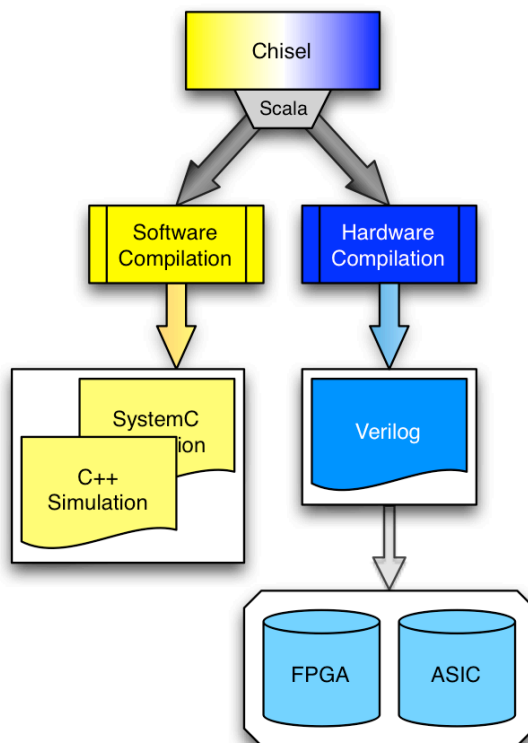 Chisel
Scala
Software
Compilation
Hardware
Compilation
SystemC
C++
Simulation
Verilog
FPGA
ASIC